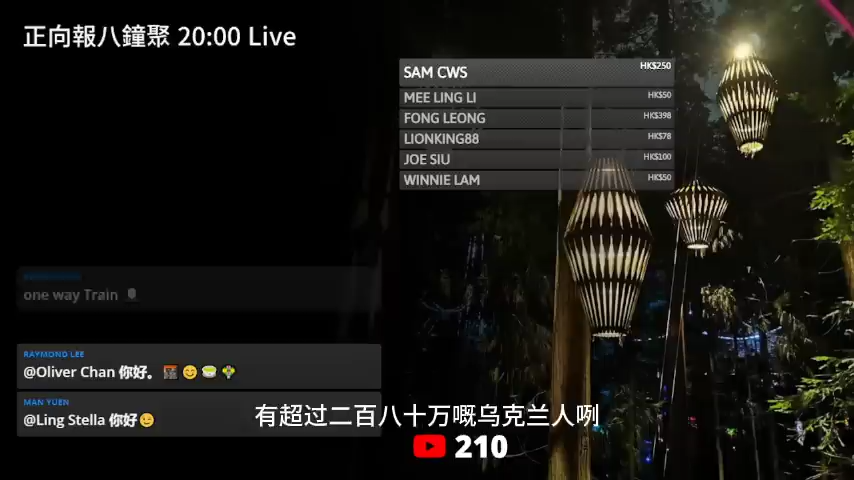 正向報八鐘聚 20:00 Live
SAM CWS HK$250
MEE LING LI HK$50
FONG LEONG HK$398
LIONKING88 HK$78
JOE SIU HK$100
WINNIE LAM HK$50
one way Train
RAYMOND LEE
@Oliver Chan 你好。
MAN YUEN
@Ling Stella 你好
有超过二百八十万嘅乌克兰人咧
210